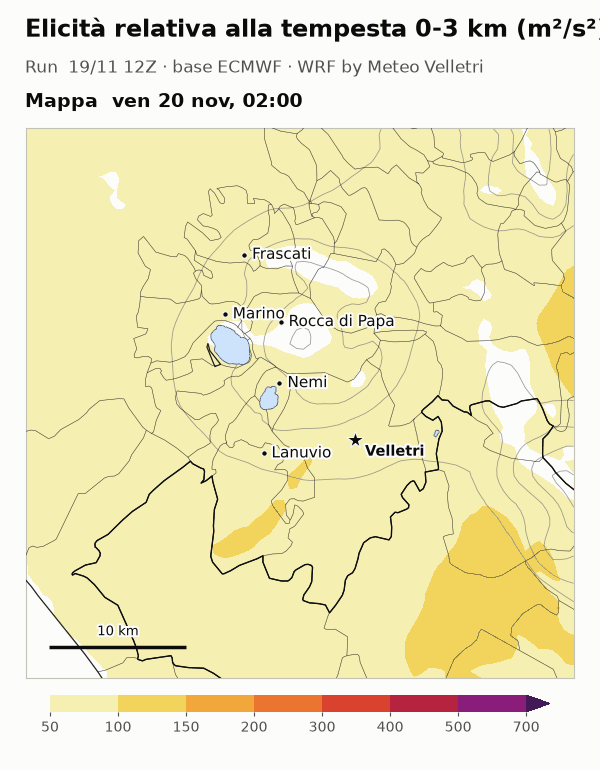 Elicità relativa alla tempesta 0-3 km (m²/s²)
Run  19/11 12Z · base ECMWF · WRF by Meteo Velletri
Mappa  ven 20 nov, 02:00
Frascati
Marino
Rocca di Papa
Nemi
Velletri
Lanuvio
10 km
50 100 150 200 300 400 500 700